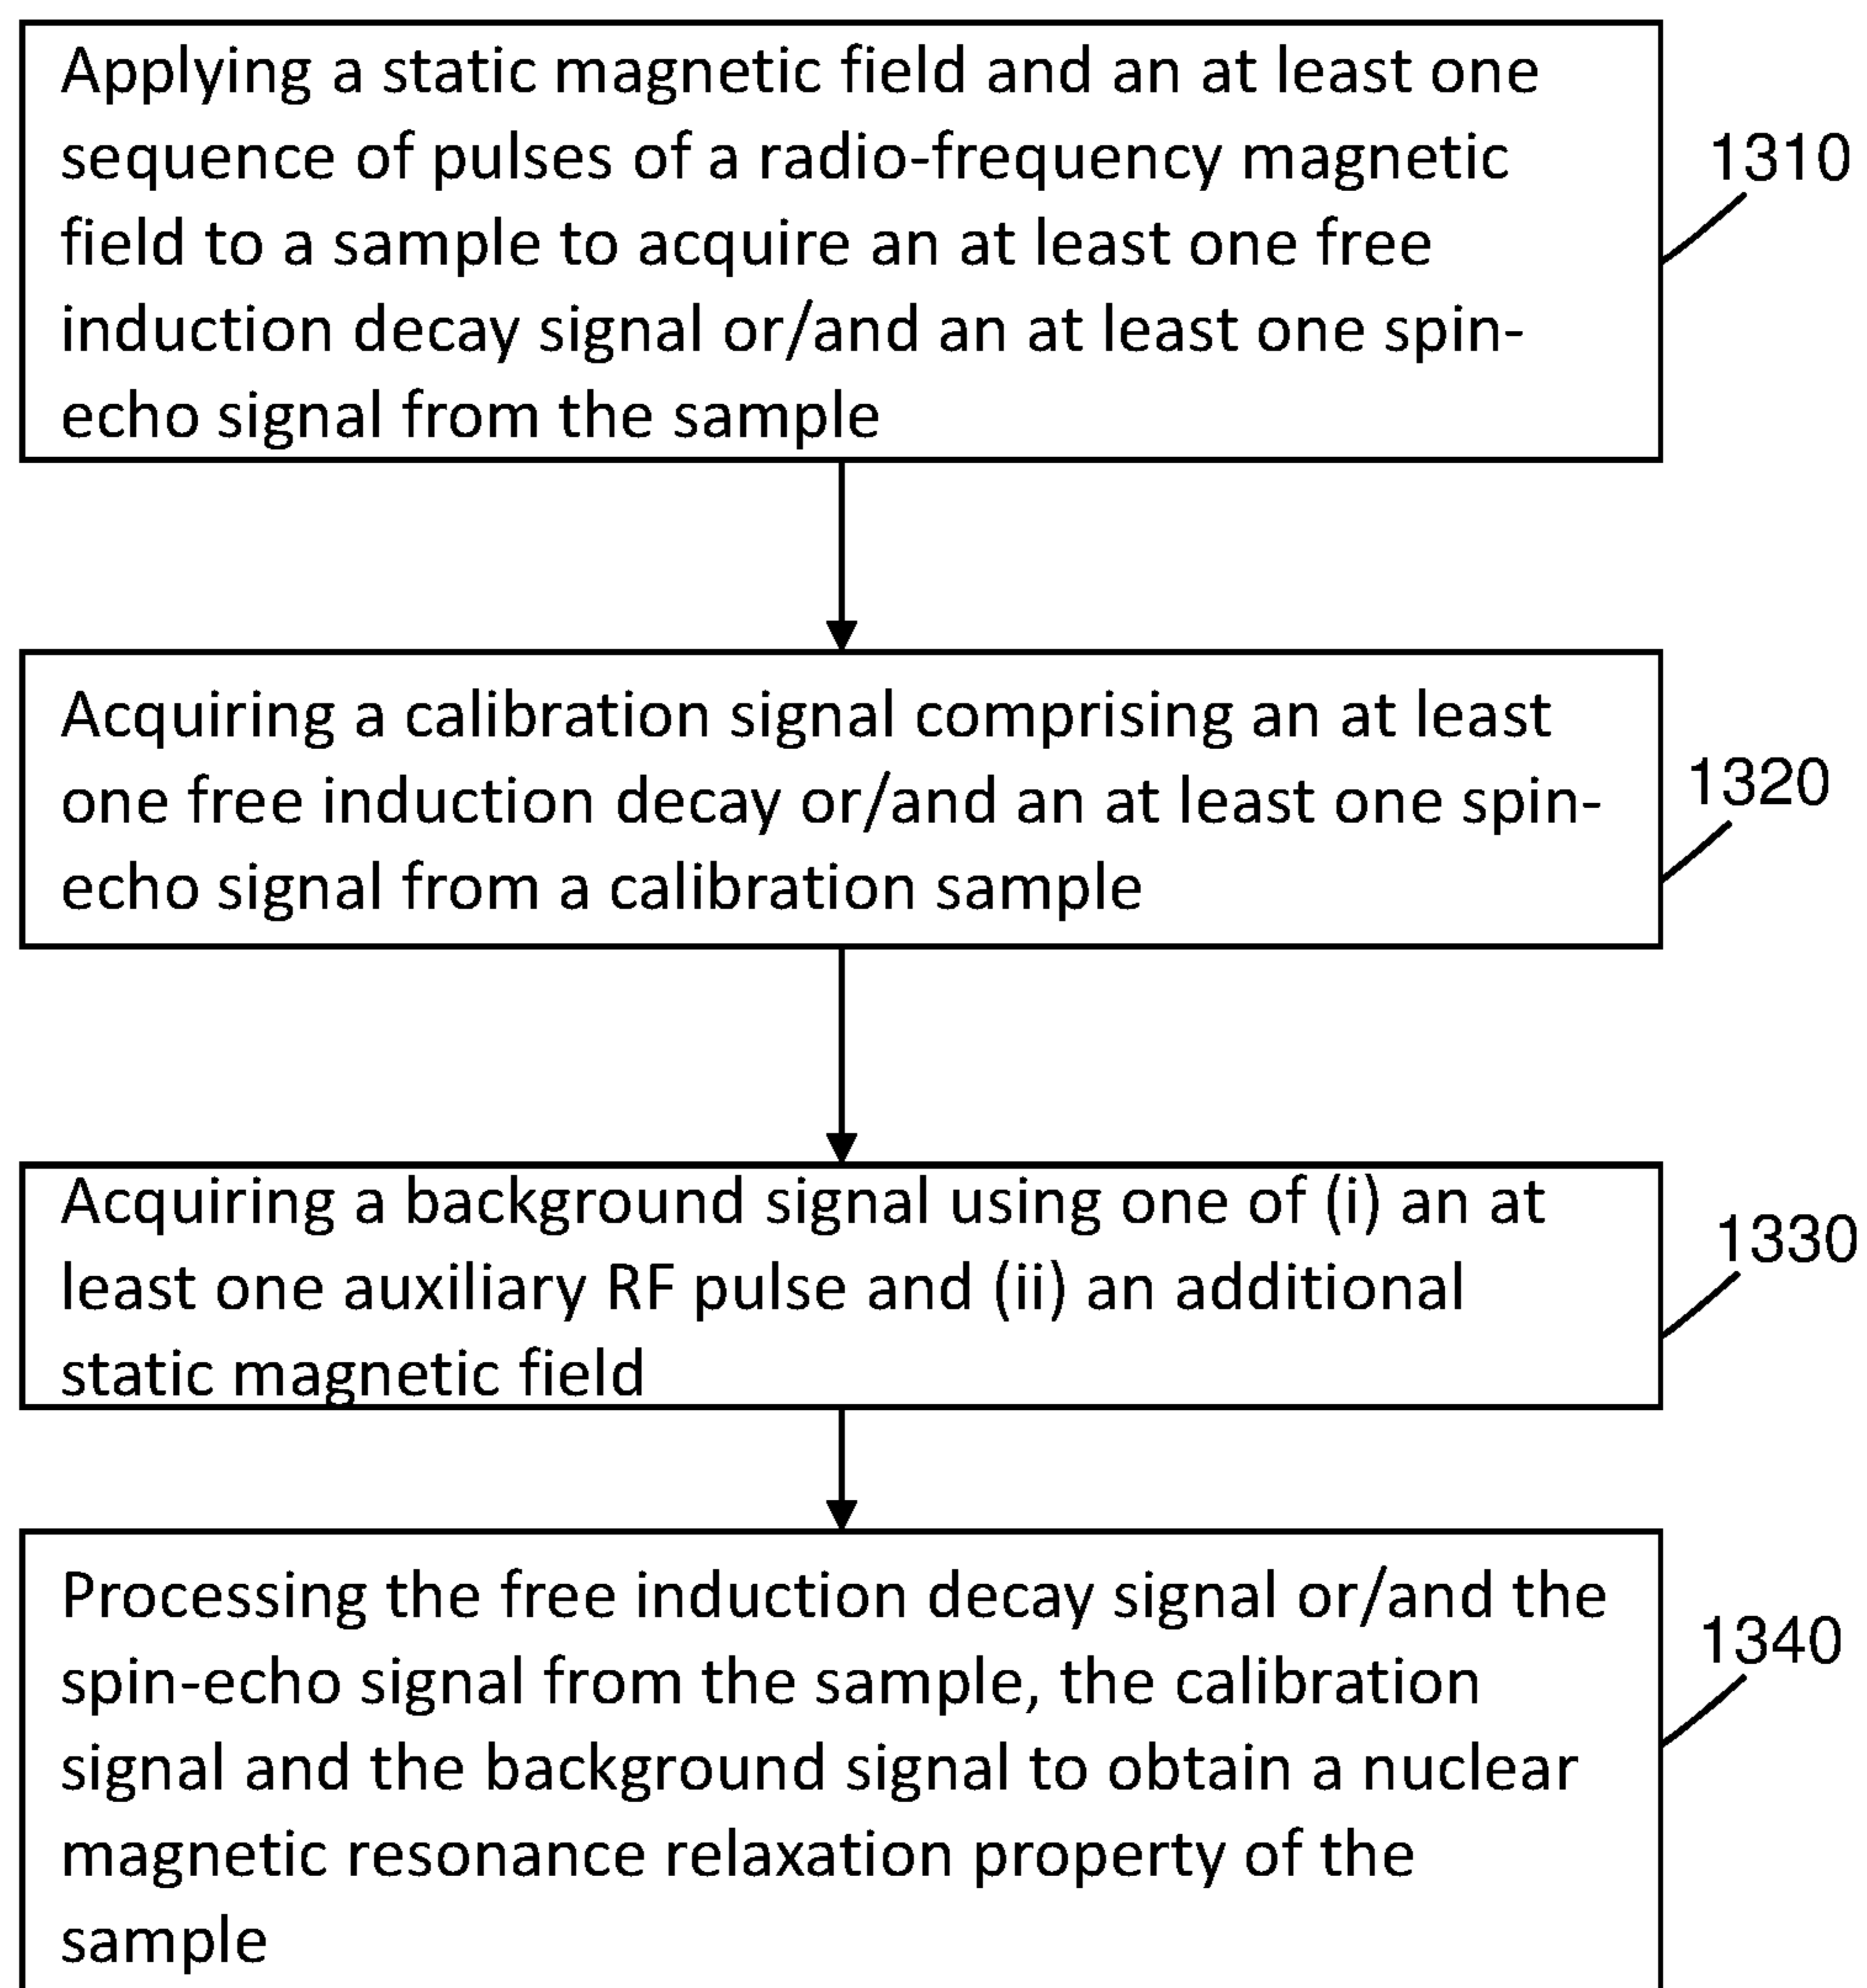 Applying a static magnetic field and an at least one
sequence of pulses of a radio-frequency magnetic
field to a sample to acquire an at least one free
induction decay signal or/and an at least one spin-
echo signal from the sample
1310
Acquiring a calibration signal comprising an at least
one free induction decay or/and an at least one spin-
echo signal from a calibration sample
1320
Acquiring a background signal using one of (i) an at
least one auxiliary RF pulse and (ii) an additional
static magnetic field
1330
Processing the free induction decay signal or/and the
spin-echo signal from the sample, the calibration
signal and the background signal to obtain a nuclear
magnetic resonance relaxation property of the
sample
1340